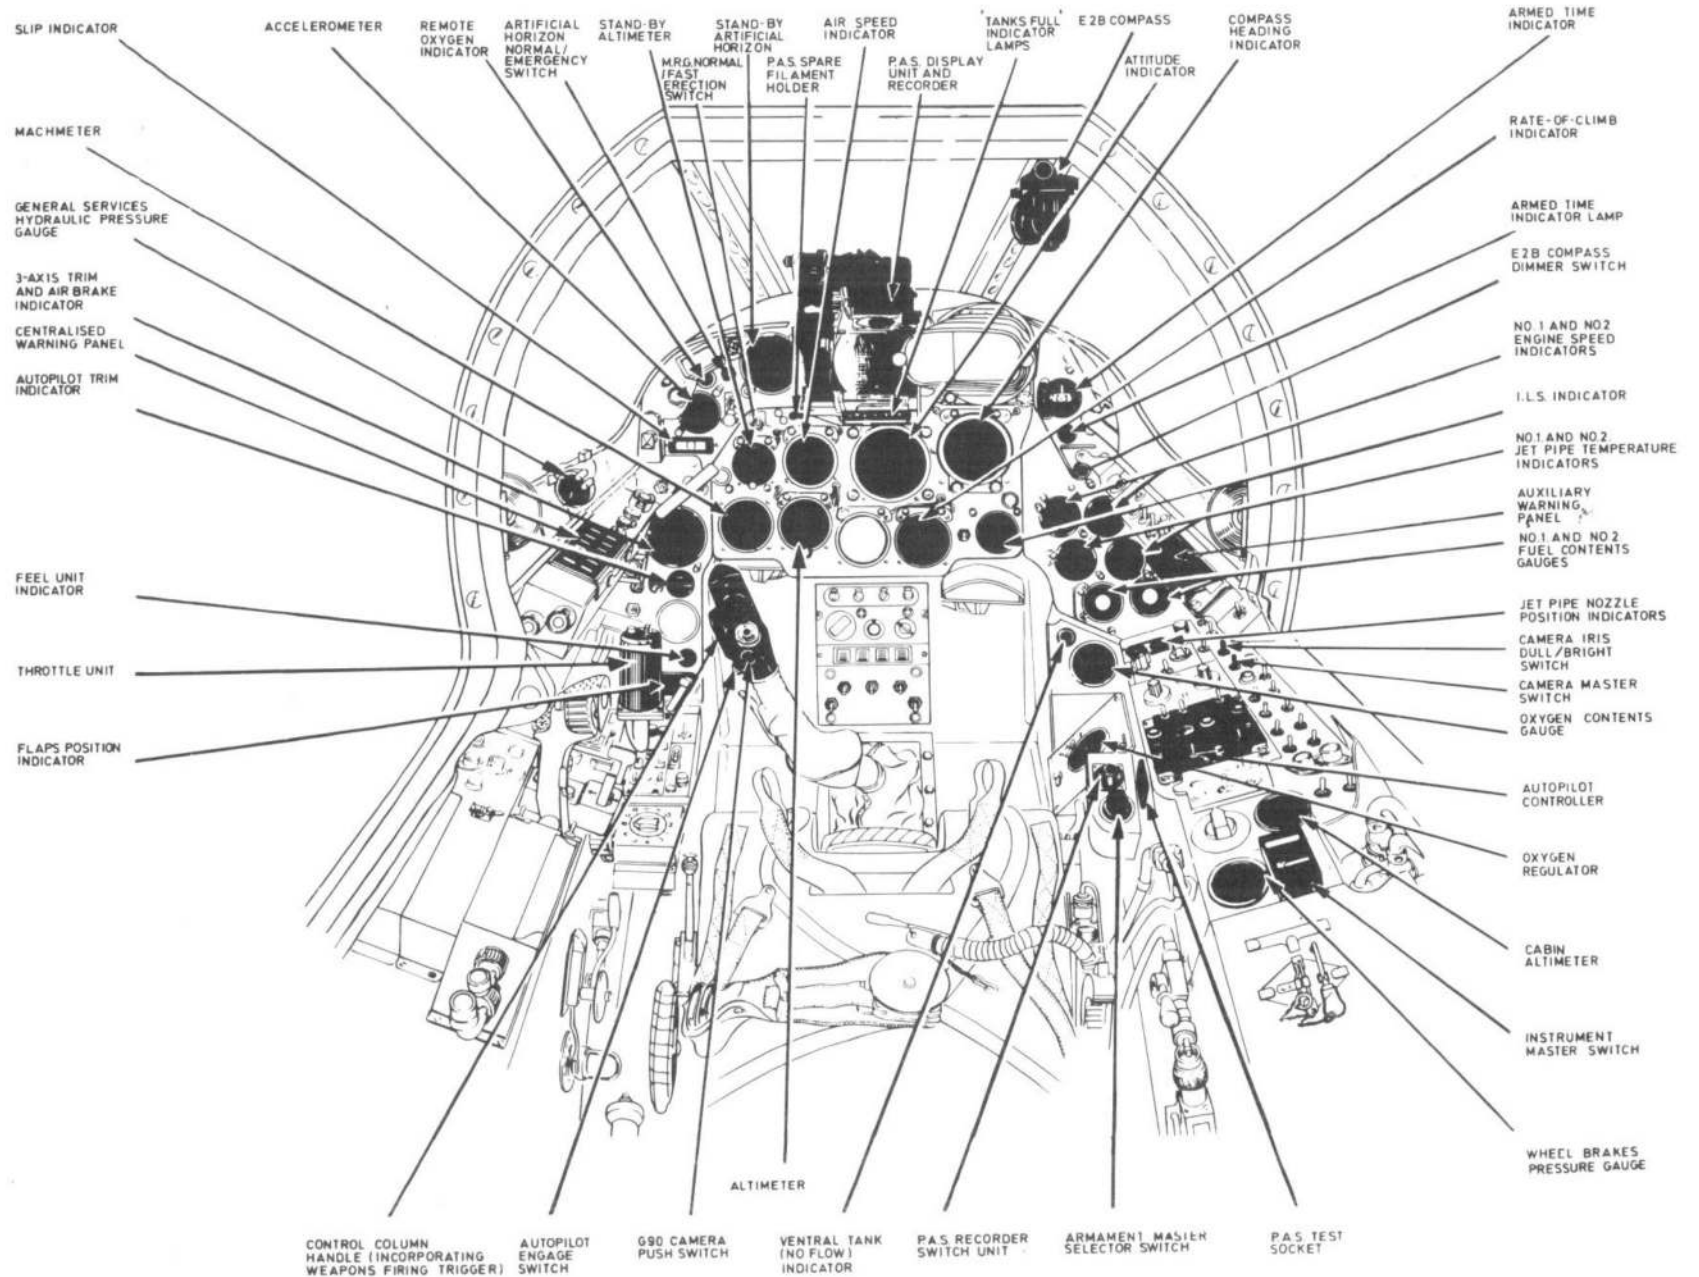 SLIP INDICATOR
ACCELEROMETER
REMOTE
OXYGEN
INDICATOR
ARTIFICIAL
HORIZON
NORMAL/
EMERGENCY
SWITCH
STAND-BY
ALTIMETER
M.R.G.NORMAL
/FAST
ERECTION
SWITCH
STAND-BY
ARTIFICIAL
HORIZON
P.A.S. SPARE
FILAMENT
HOLDER
AIR SPEED
INDICATOR
P.A.S. DISPLAY
UNIT AND
RECORDER
'TANKS FULL'
INDICATOR
LAMPS
E2B COMPASS
ATTITUDE
INDICATOR
COMPASS
HEADING
INDICATOR
ARMED TIME
INDICATOR
MACHMETER
GENERAL SERVICES
HYDRAULIC PRESSURE
GAUGE
3-AXIS TRIM
AND AIR BRAKE
INDICATOR
CENTRALISED
WARNING PANEL
AUTOPILOT TRIM
INDICATOR
FEEL UNIT
INDICATOR
THROTTLE UNIT
FLAPS POSITION
INDICATOR
RATE-OF-CLIMB
INDICATOR
ARMED TIME
INDICATOR LAMP
E2B COMPASS
DIMMER SWITCH
NO.1 AND NO2
ENGINE SPEED
INDICATORS
I.L.S. INDICATOR
NO.1. AND NO.2.
JET PIPE TEMPERATURE
INDICATORS
AUXILIARY
WARNING
PANEL
NO.1. AND NO.2
FUEL CONTENTS
GAUGES
JET PIPE NOZZLE
POSITION INDICATORS
CAMERA IRIS
DULL/BRIGHT
SWITCH
CAMERA MASTER
SWITCH
OXYGEN CONTENTS
GAUGE
AUTOPILOT
CONTROLLER
OXYGEN
REGULATOR
CABIN
ALTIMETER
INSTRUMENT
MASTER SWITCH
WHEEL BRAKES
PRESSURE GAUGE
CONTROL COLUMN
HANDLE (INCORPORATING
WEAPONS FIRING TRIGGER)
AUTOPILOT
ENGAGE
SWITCH
G90 CAMERA
PUSH SWITCH
ALTIMETER
VENTRAL TANK
(NO FLOW)
INDICATOR
P.A.S. RECORDER
SWITCH UNIT
ARMAMENT MASTER
SELECTOR SWITCH
P.A.S. TEST
SOCKET